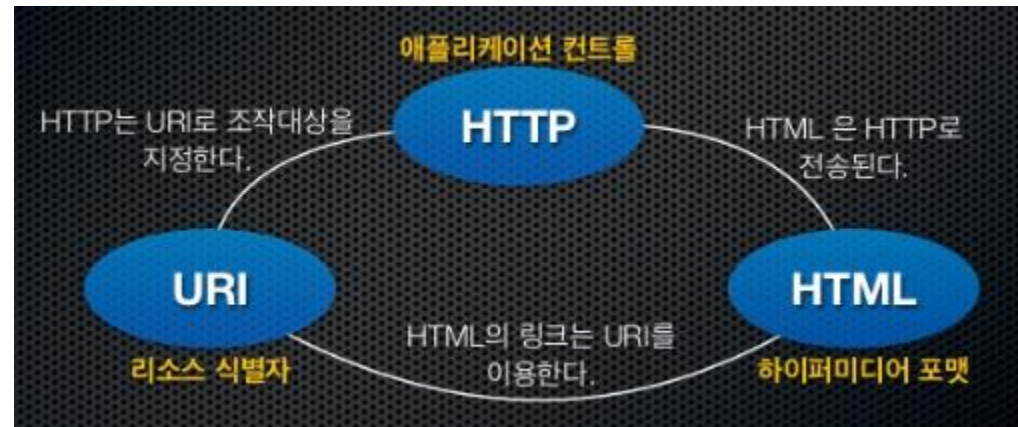 애플리케이션 컨트롤
HTTP
HTTP는 URI로 조작대상을
지정한다.
HTML 은 HTTP로
전송된다.
URI
리소스 식별자
HTML의 링크는 URI를
이용한다.
HTML
하이퍼미디어 포맷